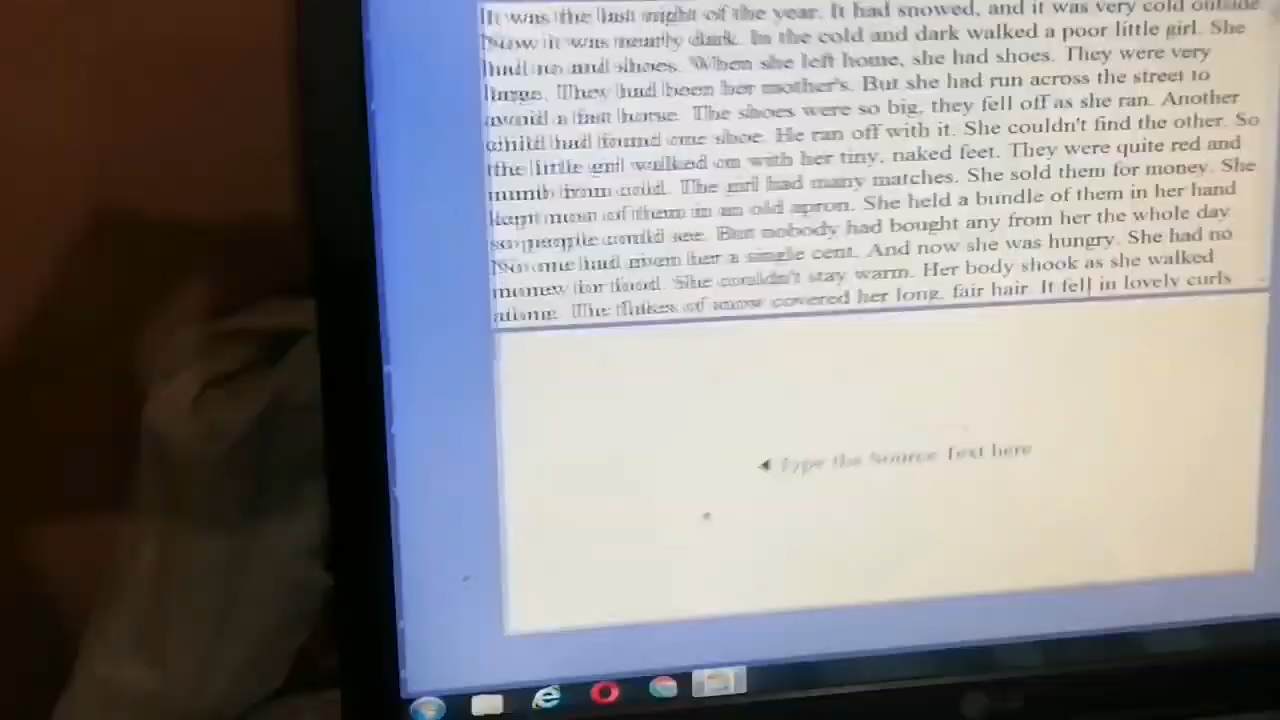 It was the last night of the year. It had snowed, and it was very cold outside
Now it was nearly dark. In the cold and dark walked a poor little girl. She
had no and shoes. When she left home, she had shoes. They were very
large. They had been her mother's. But she had run across the street to
avoid a fast horse. The shoes were so big, they fell off as she ran. Another
child had found one shoe. He ran off with it. She couldn't find the other. So
the little girl walked on with her tiny, naked feet. They were quite red and
numb from cold. The girl had many matches. She sold them for money. She
kept most of them in an old apron. She held a bundle of them in her hand
so people could see. But nobody had bought any from her the whole day
No one had given her a single cent. And now she was hungry. She had no
money for food. She couldn't stay warm. Her body shook as she walked
along. The flakes of snow covered her long, fair hair. It fell in lovely curls
Type the Source Text here